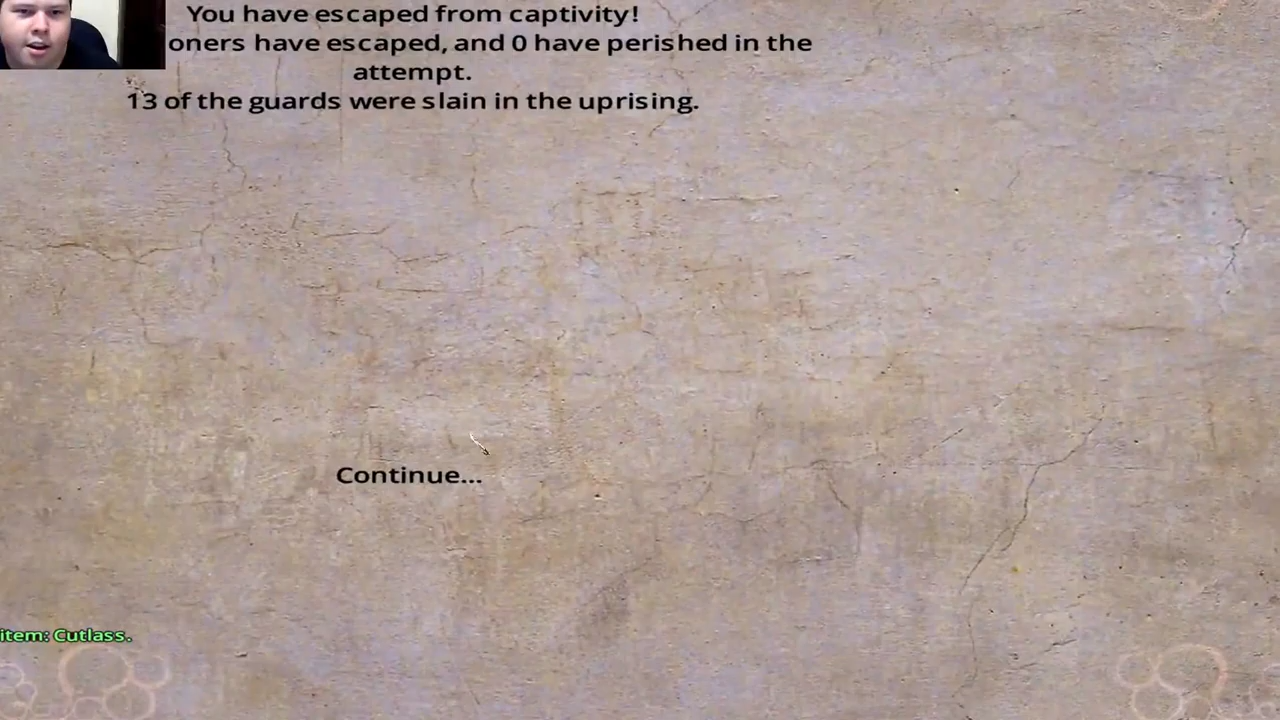 You have escaped from captivity!
oners have escaped, and 0 have perished in the
attempt.
13 of the guards were slain in the uprising.
Continue...
item: Cutlass.